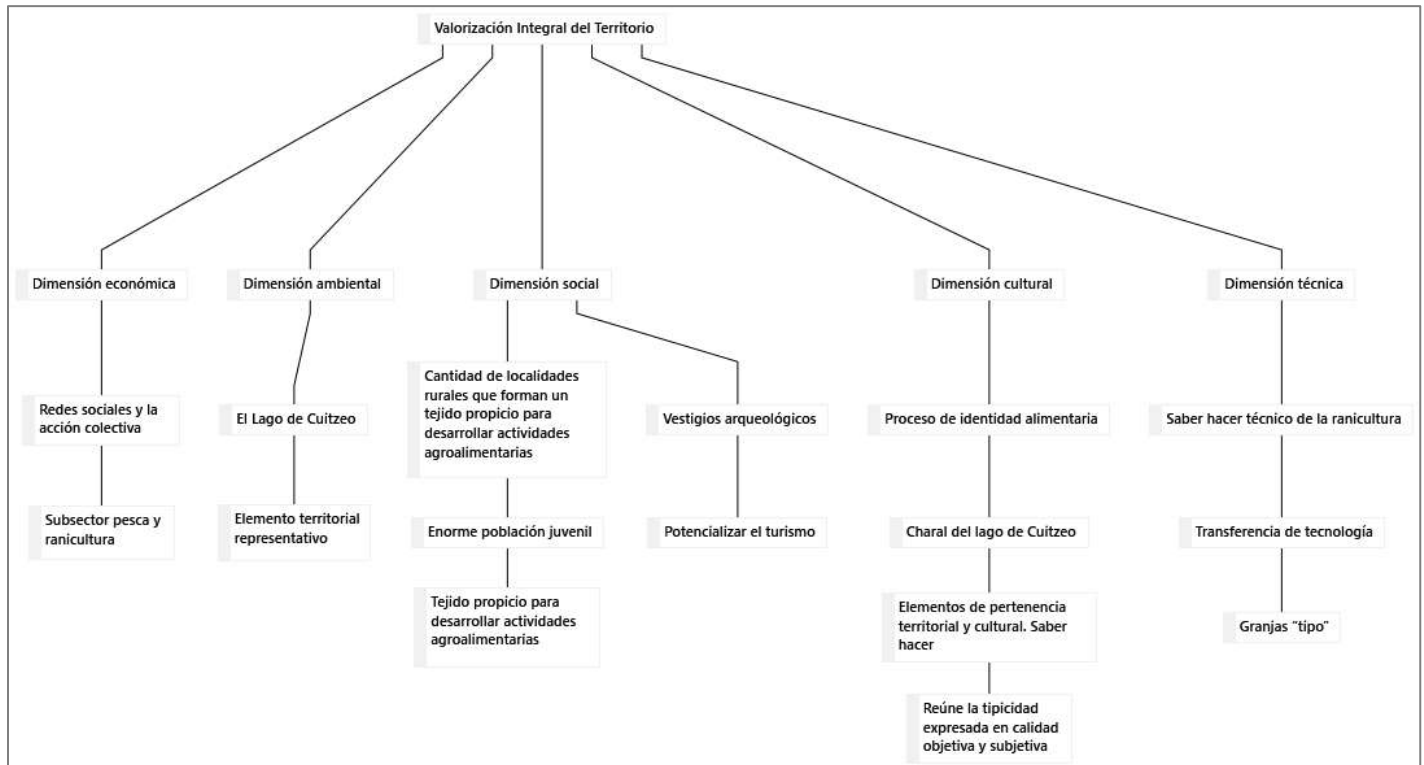 Valorización Integral del Territorio
Dimensión económica
Dimensión ambiental
Dimensión social
Dimensión cultural
Dimensión técnica
Redes sociales y la
acción colectiva
El Lago de Cuitzeo
Cantidad de localidades
rurales que forman un
tejido propicio para
desarrollar actividades
agroalimentarias
Vestigios arqueológicos
Proceso de identidad alimentaria
Saber hacer técnico de la ranicultura
Subsector pesca y
ranicultura
Elemento territorial
representativo
Enorme población juvenil
Potencializar el turismo
Charal del lago de Cuitzeo
Transferencia de tecnología
Tejido propicio para
desarrollar actividades
agroalimentarias
Elementos de pertenencia
territorial y cultural. Saber
hacer
Granjas "tipo"
Reúne la tipicidad
expresada en calidad
objetiva y subjetiva